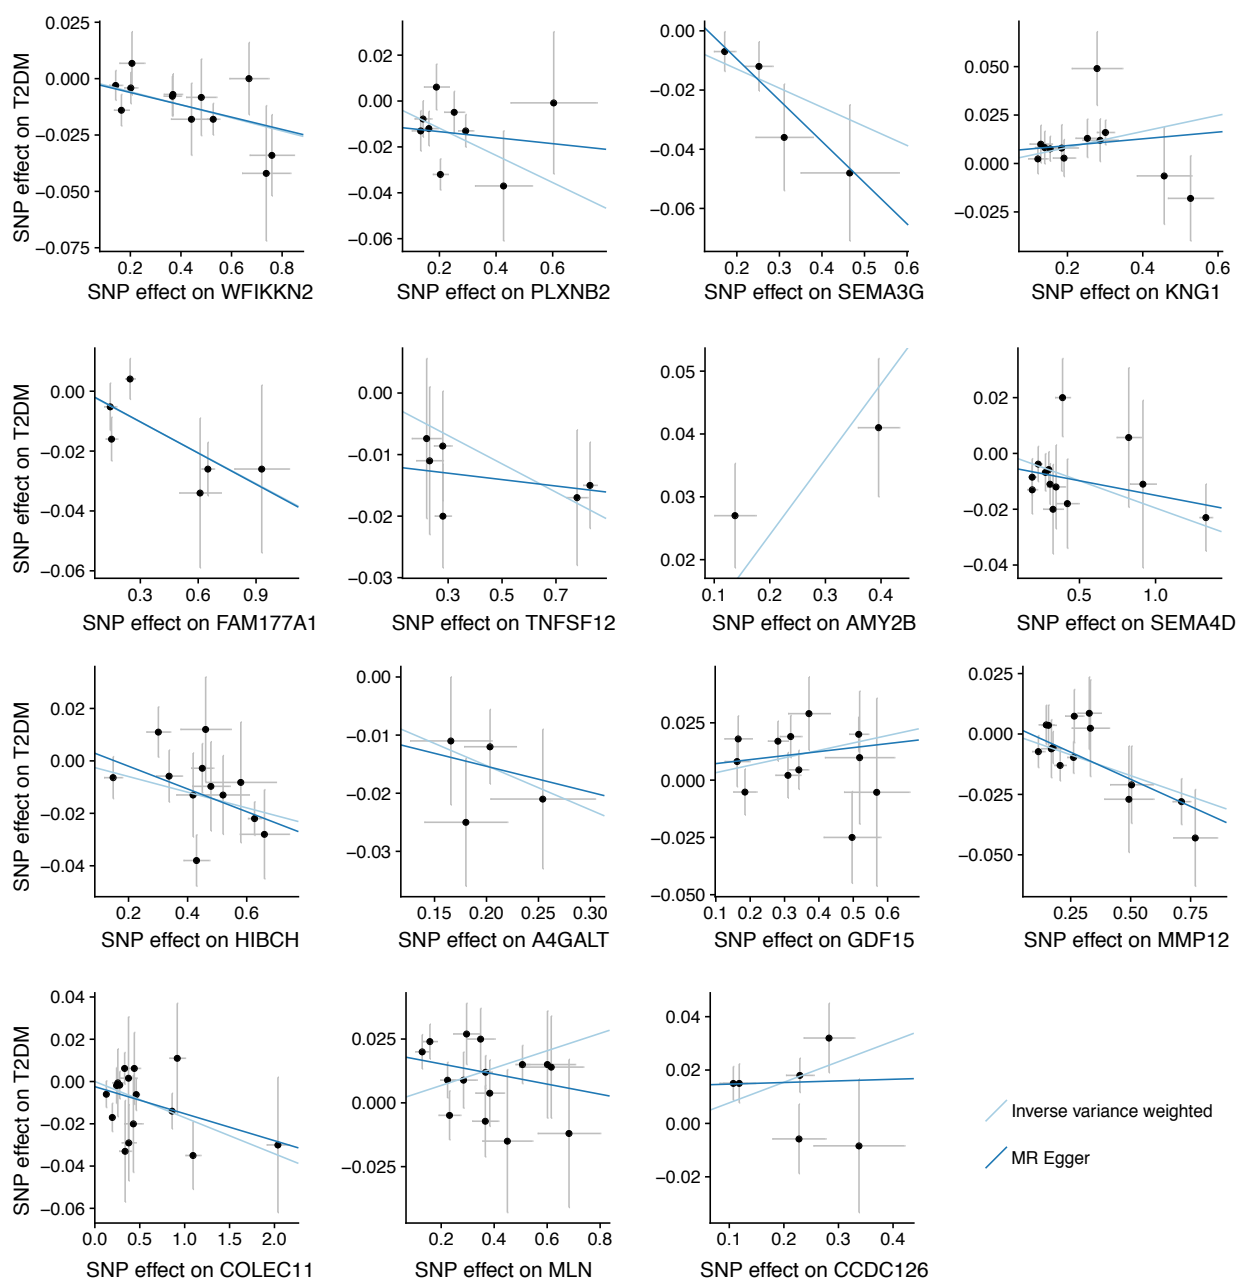 0.025
0.000
−0.025
−0.050
−0.075
0.2 0.4 0.6 0.8
SNP effect on T2DM
SNP effect on WFIKKN2
0.02
0.00
−0.02
−0.04
−0.06
0.2 0.4 0.6
SNP effect on PLXNB2
0.00
−0.02
−0.04
−0.06
0.2 0.3 0.4 0.5 0.6
SNP effect on SEMA3G
0.050
0.025
0.000
−0.025
0.2 0.4 0.6
SNP effect on KNG1
0.00
−0.02
−0.04
−0.06
0.3 0.6 0.9
SNP effect on T2DM
SNP effect on FAM177A1
0.00
−0.01
−0.02
−0.03
0.3 0.5 0.7
SNP effect on TNFSF12
0.05
0.04
0.03
0.02
0.1 0.2 0.3 0.4
SNP effect on AMY2B
0.02
0.00
−0.02
−0.04
0.5 1.0
SNP effect on SEMA4D
0.02
0.00
−0.02
−0.04
0.2 0.4 0.6
SNP effect on T2DM
SNP effect on HIBCH
0.00
−0.01
−0.02
−0.03
0.15 0.20 0.25 0.30
SNP effect on A4GALT
0.025
0.000
−0.025
−0.050
0.1 0.2 0.3 0.4 0.5 0.6
SNP effect on GDF15
0.025
0.000
−0.025
−0.050
0.25 0.50 0.75
SNP effect on MMP12
0.04
0.02
0.00
−0.02
−0.04
−0.06
0.0 0.5 1.0 1.5 2.0
SNP effect on T2DM
SNP effect on COLEC11
0.025
0.000
−0.025
0.2 0.4 0.6 0.8
SNP effect on MLN
0.04
0.02
0.00
−0.02
0.1 0.2 0.3 0.4
SNP effect on CCDC126
Inverse variance weighted
MR Egger